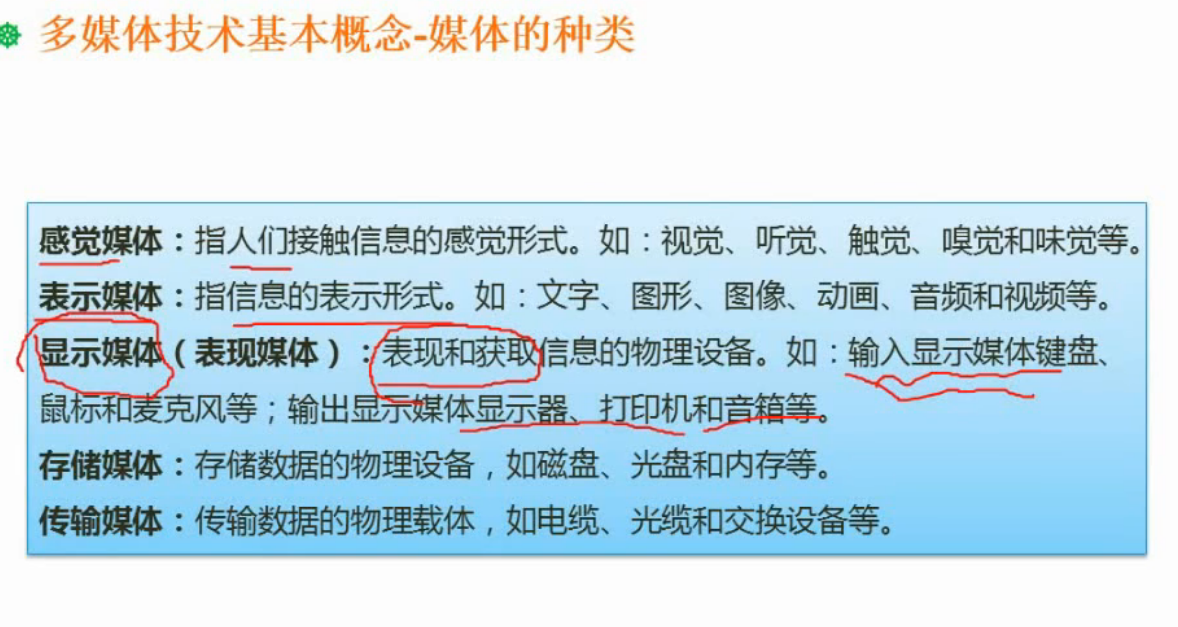 多媒体技术基本概念-媒体的种类
感觉媒体：指人们接触信息的感觉形式。如：视觉、听觉、触觉、嗅觉和味觉等。
表示媒体：指信息的表示形式。如：文字、图形、图像、动画、音频和视频等。
显示媒体（表现媒体）：表现和获取信息的物理设备。如：输入显示媒体键盘、
鼠标和麦克风等；输出显示媒体显示器、打印机和音箱等。
存储媒体：存储数据的物理设备，如磁盘、光盘和内存等。
传输媒体：传输数据的物理载体，如电缆、光缆和交换设备等。